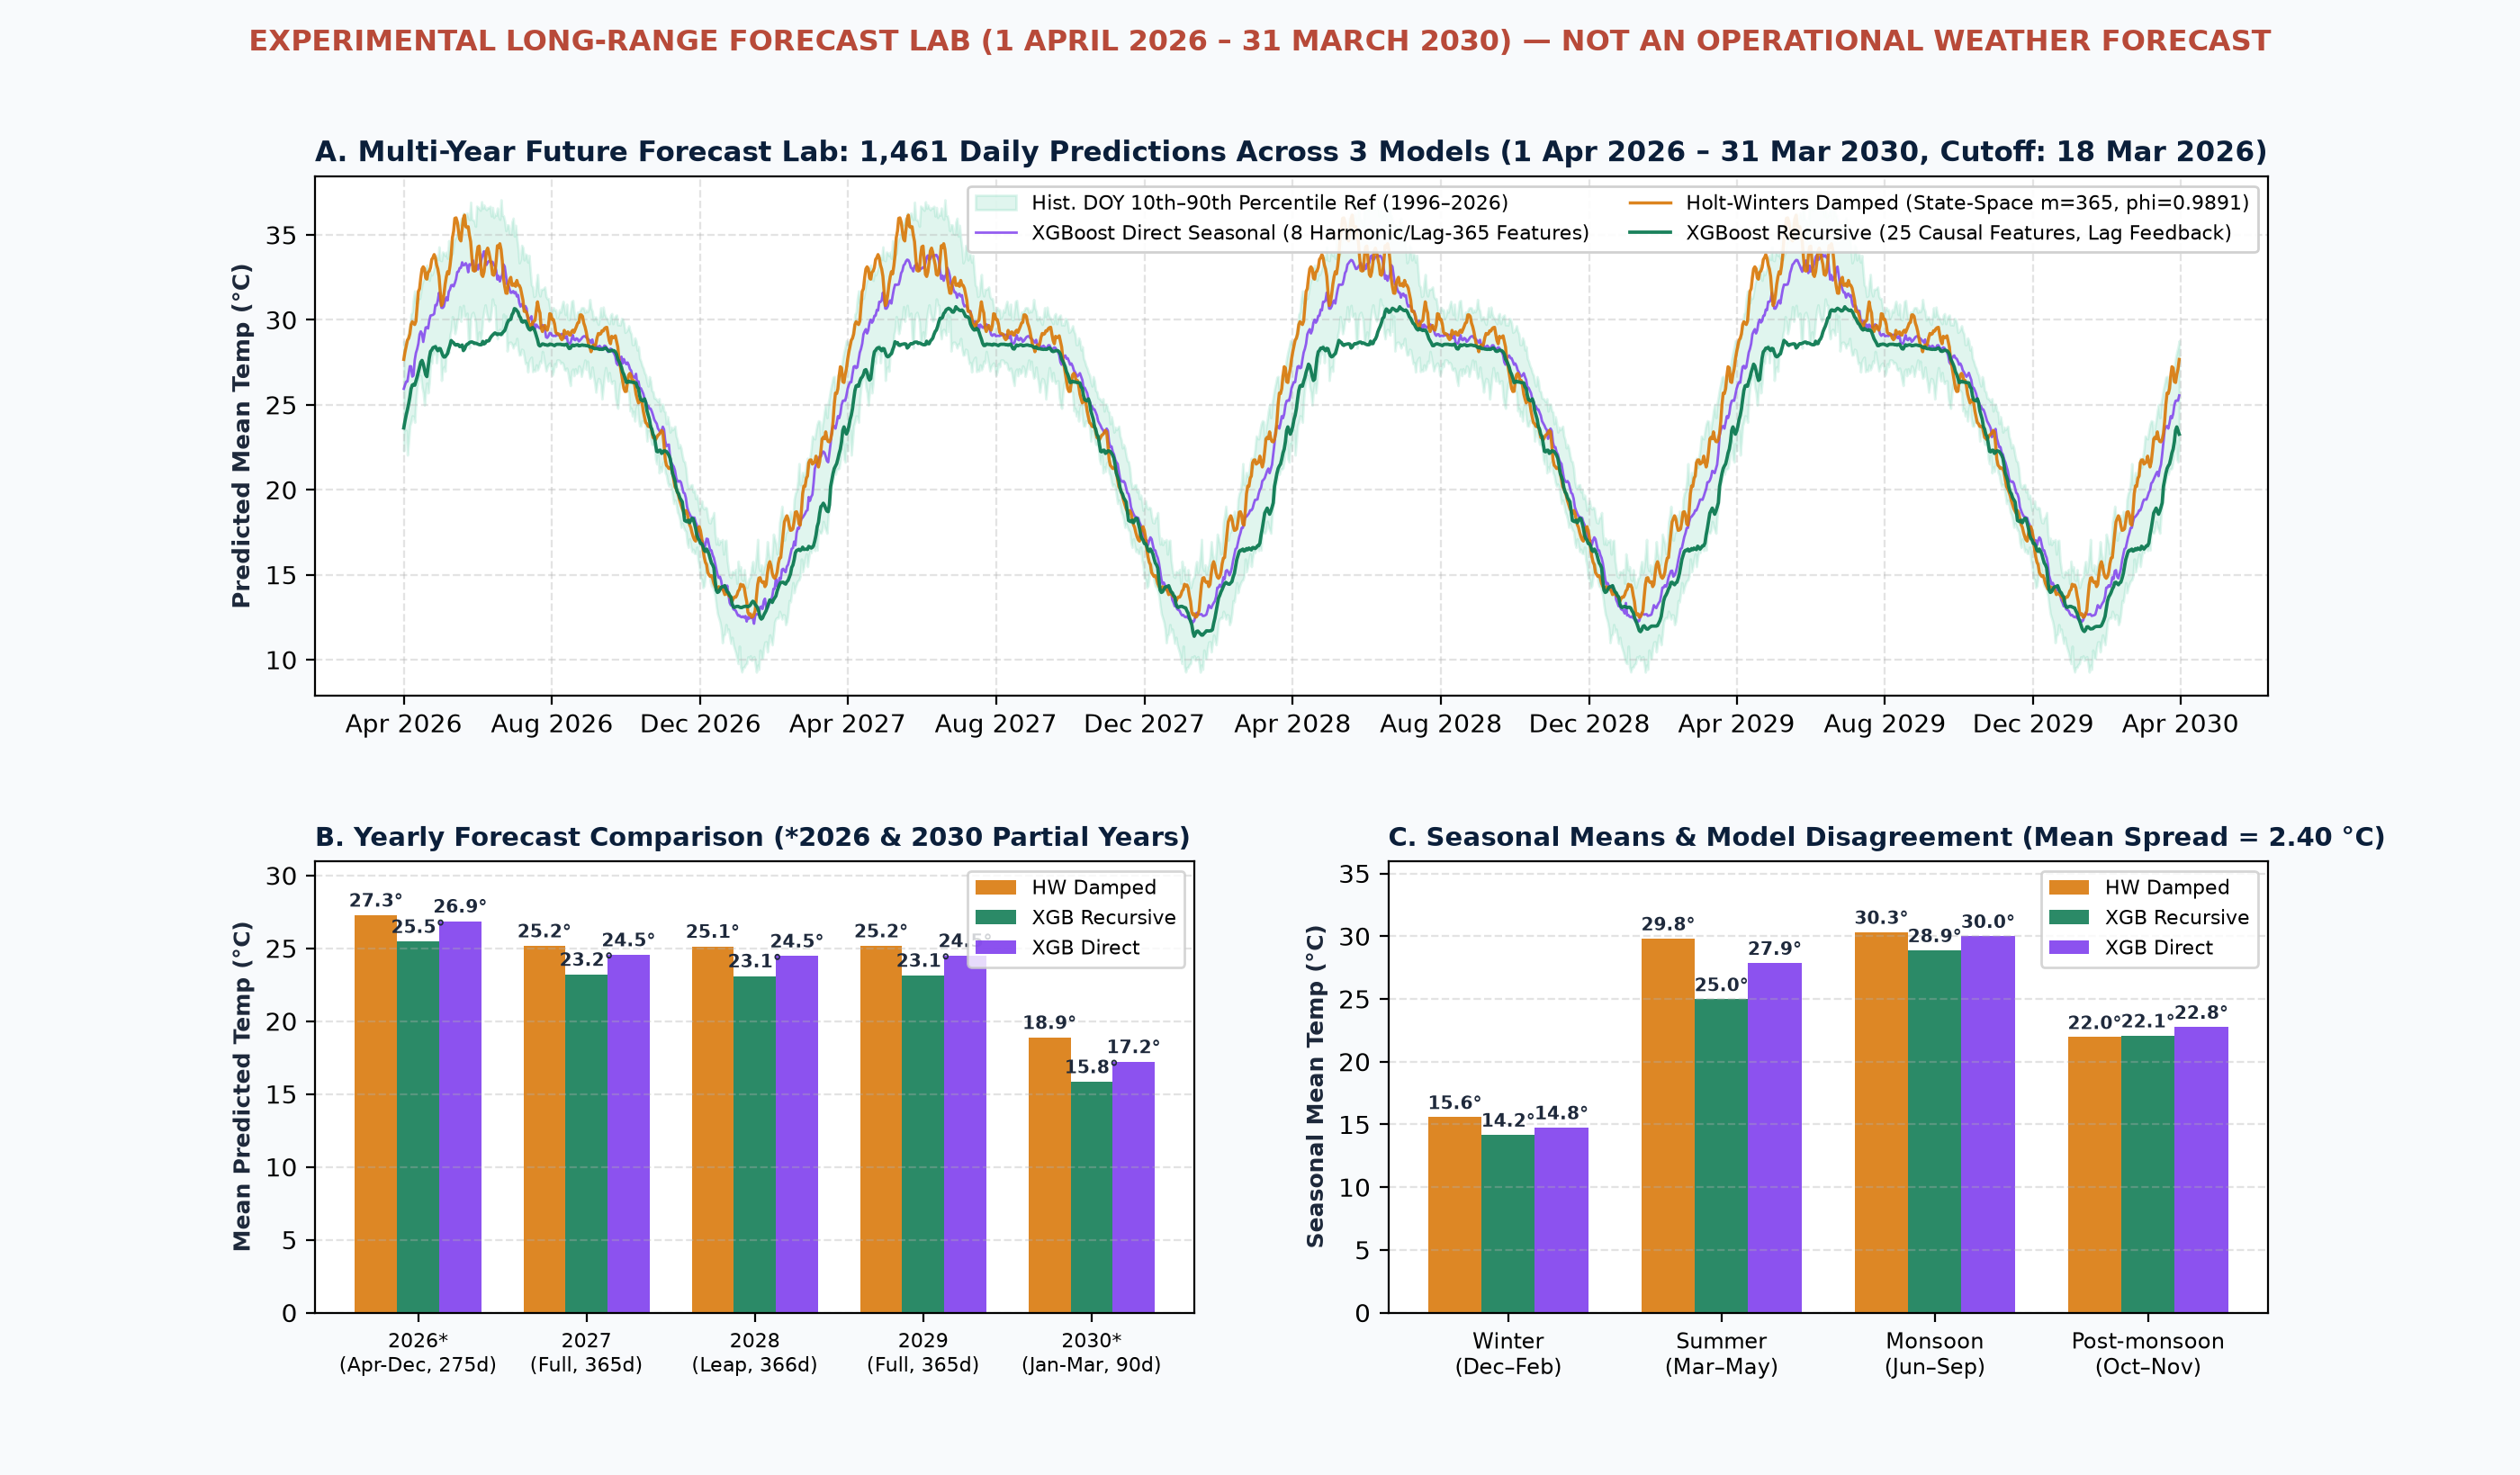 EXPERIMENTAL LONG-RANGE FORECAST LAB (1 APRIL 2026 – 31 MARCH 2030) — NOT AN OPERATIONAL WEATHER FORECAST
A. Multi-Year Future Forecast Lab: 1,461 Daily Predictions Across 3 Models (1 Apr 2026 – 31 Mar 2030, Cutoff: 18 Mar 2026)
Hist. DOY 10th–90th Percentile Ref (1996–2026)
XGBoost Direct Seasonal (8 Harmonic/Lag-365 Features)
Holt-Winters Damped (State-Space m=365, phi=0.9891)
XGBoost Recursive (25 Causal Features, Lag Feedback)
Predicted Mean Temp (°C)
35
30
25
20
15
10
Apr 2026 Aug 2026 Dec 2026 Apr 2027 Aug 2027 Dec 2027 Apr 2028 Aug 2028 Dec 2028 Apr 2029 Aug 2029 Dec 2029 Apr 2030
B. Yearly Forecast Comparison (*2026 & 2030 Partial Years)
HW Damped
XGB Recursive
XGB Direct
Mean Predicted Temp (°C)
30
25
20
15
10
5
0
27.3° 25.5° 26.9°
25.2° 23.2° 24.5°
25.1° 23.1° 24.5°
25.2° 23.1° 24.5°
18.9° 15.8° 17.2°
2026* 2027 2028 2029 2030*
(Apr-Dec, 275d) (Full, 365d) (Leap, 366d) (Full, 365d) (Jan-Mar, 90d)
C. Seasonal Means & Model Disagreement (Mean Spread = 2.40 °C)
HW Damped
XGB Recursive
XGB Direct
Seasonal Mean Temp (°C)
35
30
25
20
15
10
5
0
15.6° 14.2° 14.8°
29.8° 25.0° 27.9°
30.3° 28.9° 30.0°
22.0° 22.1° 22.8°
Winter Summer Monsoon Post-monsoon
(Dec–Feb) (Mar–May) (Jun–Sep) (Oct–Nov)